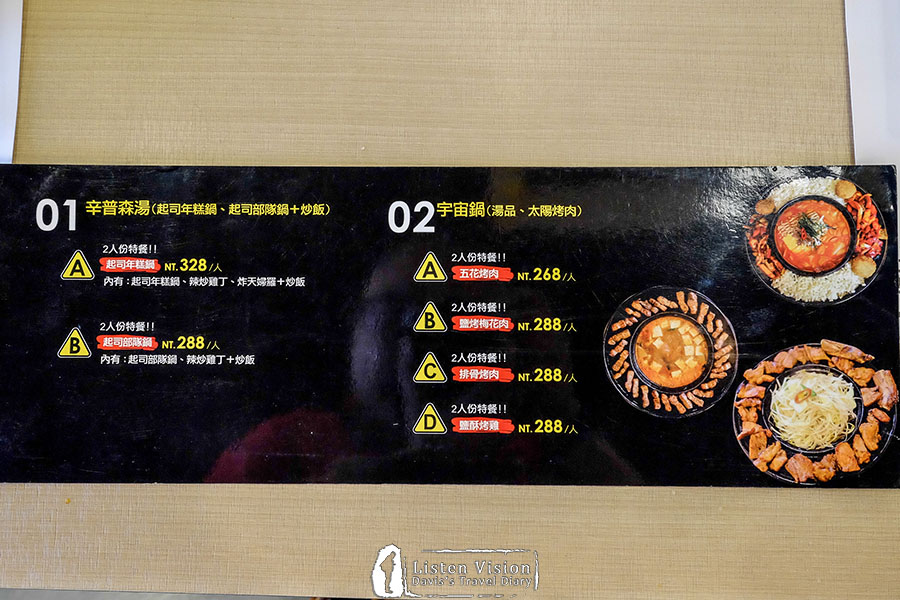 01 辛普森湯(起司年糕鍋、起司部隊鍋+炒飯)
A
2人份特餐!!
起司年糕鍋 NT.328/人
內有:起司年糕鍋、辣炒雞丁、炸天婦羅+炒飯
B
2人份特餐!!
起司部隊鍋 NT.288/人
內有:起司部隊鍋、辣炒雞丁+炒飯
02 宇宙鍋(湯品、太陽烤肉)
A
2人份特餐!!
五花烤肉 NT.268/人
B
2人份特餐!!
鹽烤梅花肉 NT.288/人
C
2人份特餐!!
排骨烤肉 NT.288/人
D
2人份特餐!!
鹽酥烤雞 NT.288/人
Listen Vision
Davis's Travel Diary